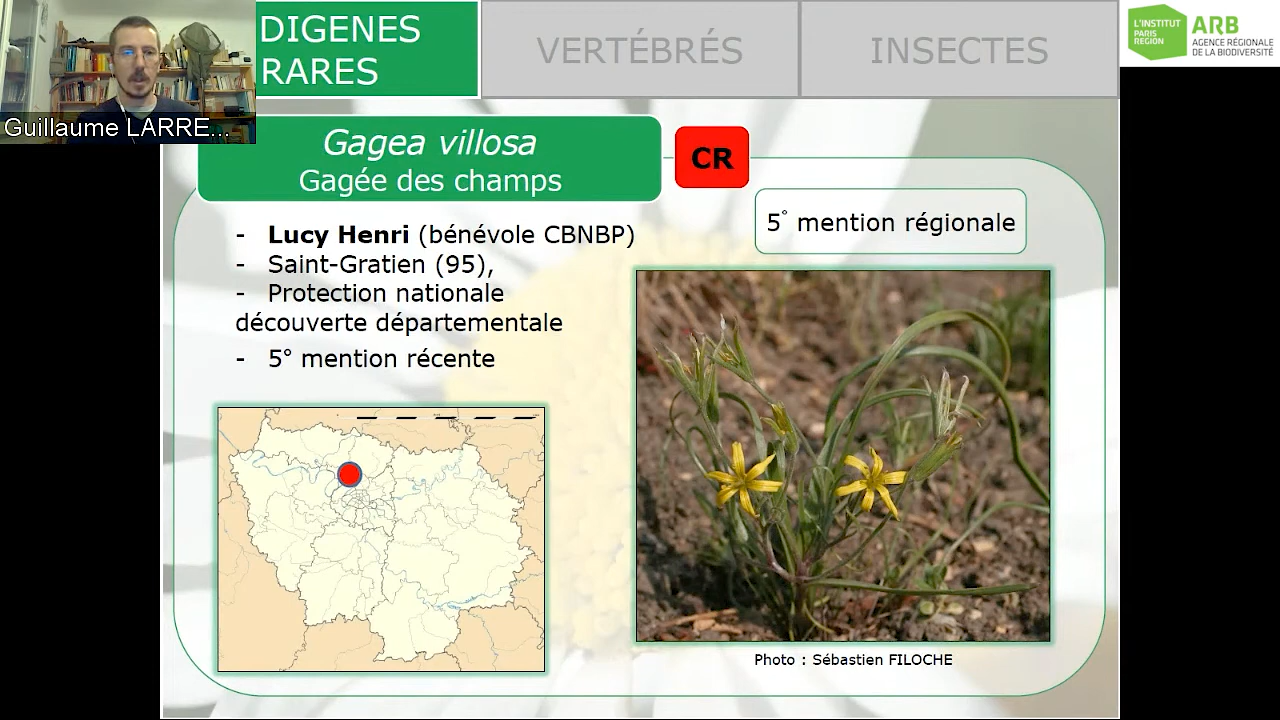 DIGENES
RARES
VERTÉBRÉS
INSECTES
L'INSTITUT
PARIS
REGION
ARB
AGENCE RÉGIONALE
DE LA BIODIVERSITÉ
Guillaume LARRE...
Gagea villosa
Gagée des champs
CR
5° mention régionale
- Lucy Henri (bénévole CBNBP)
- Saint-Gratien (95),
- Protection nationale
découverte départementale
- 5° mention récente
Photo : Sébastien FILOCHE